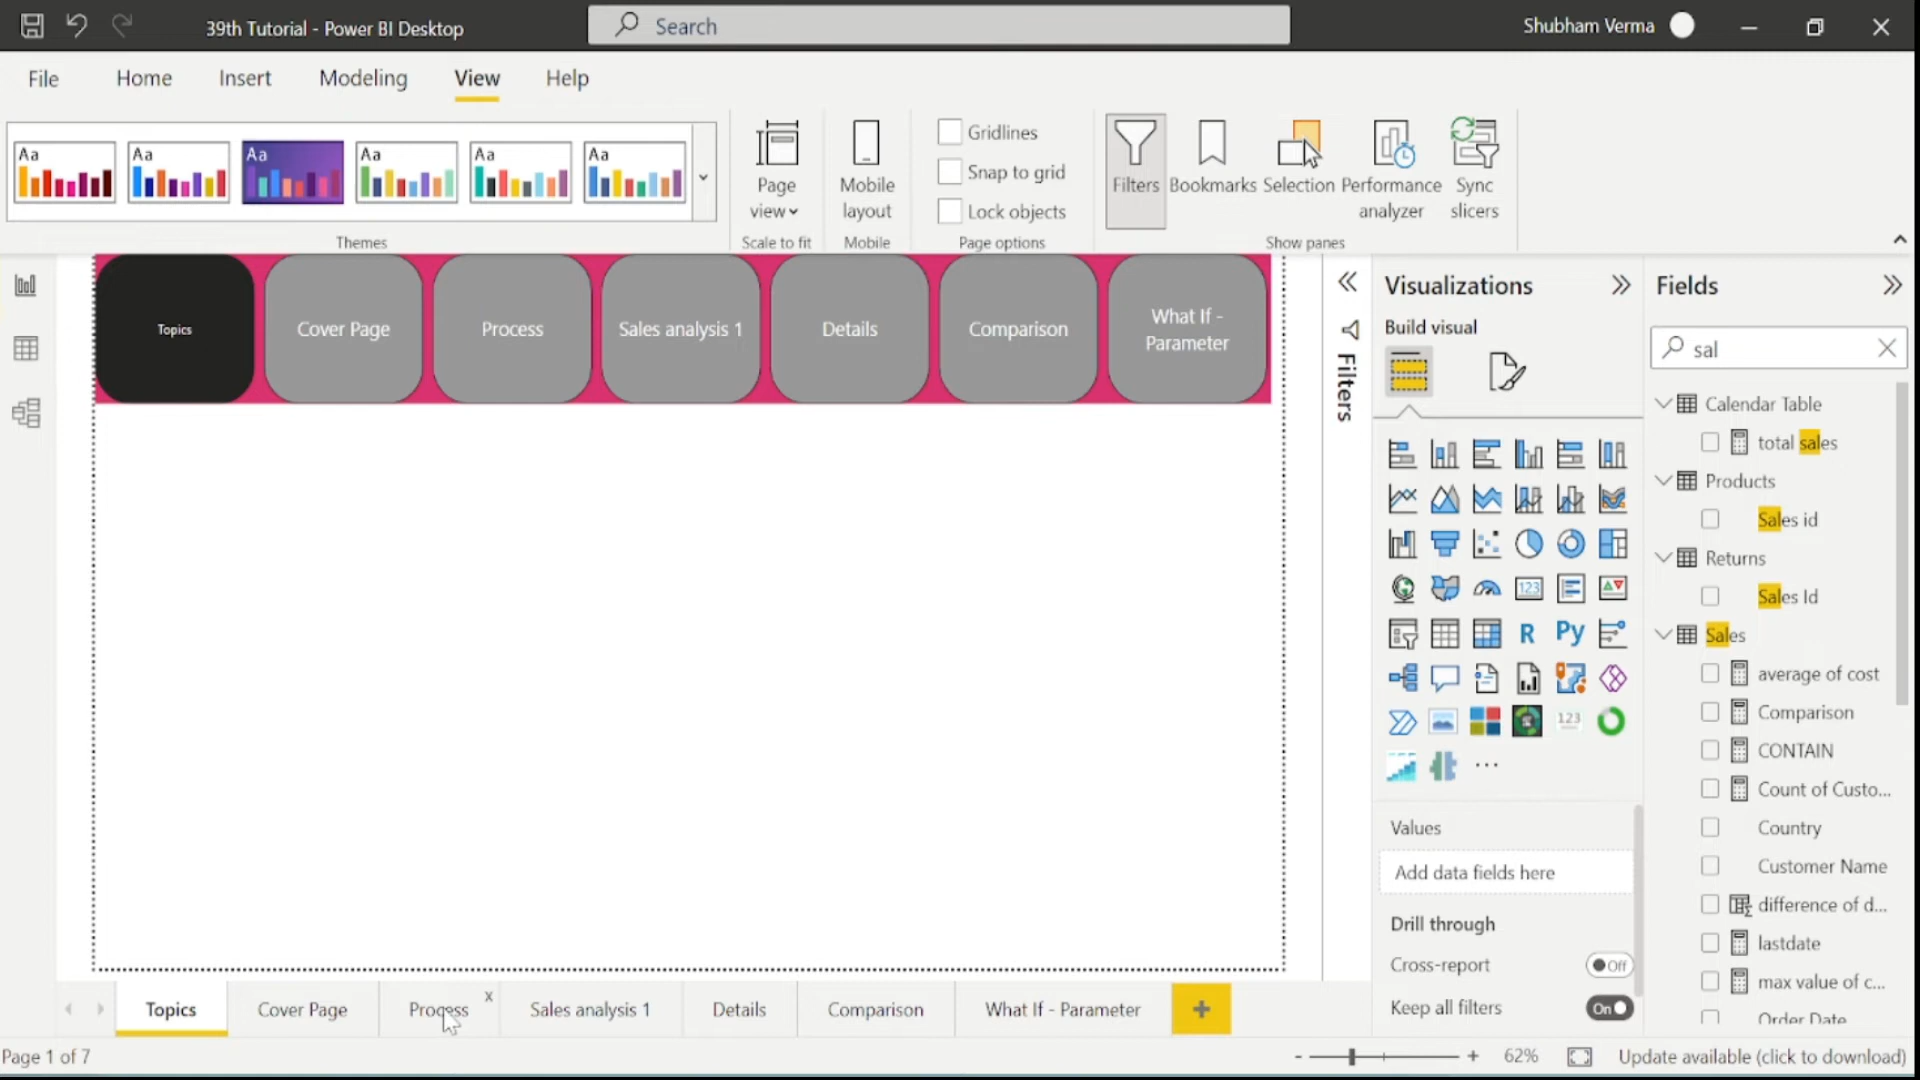 39th Tutorial - Power BI Desktop
Search
Shubham Verma
File
Home
Insert
Modeling
View
Help
Aa
Aa
Aa
Aa
Aa
Aa
Themes
Page
view
Scale to fit
Mobile
layout
Mobile
Gridlines
Snap to grid
Lock objects
Page options
Filters
Bookmarks
Selection
Performance
analyzer
Sync
slicers
Show panes
Topics
Cover Page
Process
Sales analysis 1
Details
Comparison
What If -
Parameter
Filters
Visualizations
Build visual
123
R
Py
123
Values
Add data fields here
Drill through
Cross-report
Off
Keep all filters
On
Fields
sal
Calendar Table
total sales
Products
Sales id
Returns
Sales Id
Sales
average of cost
Comparison
CONTAIN
Count of Custo...
Country
Customer Name
difference of d...
lastdate
max value of c...
Order Date
Topics
Cover Page
Process
x
Sales analysis 1
Details
Comparison
What If - Parameter
+
Page 1 of 7
-
+
62%
Update available (click to download)